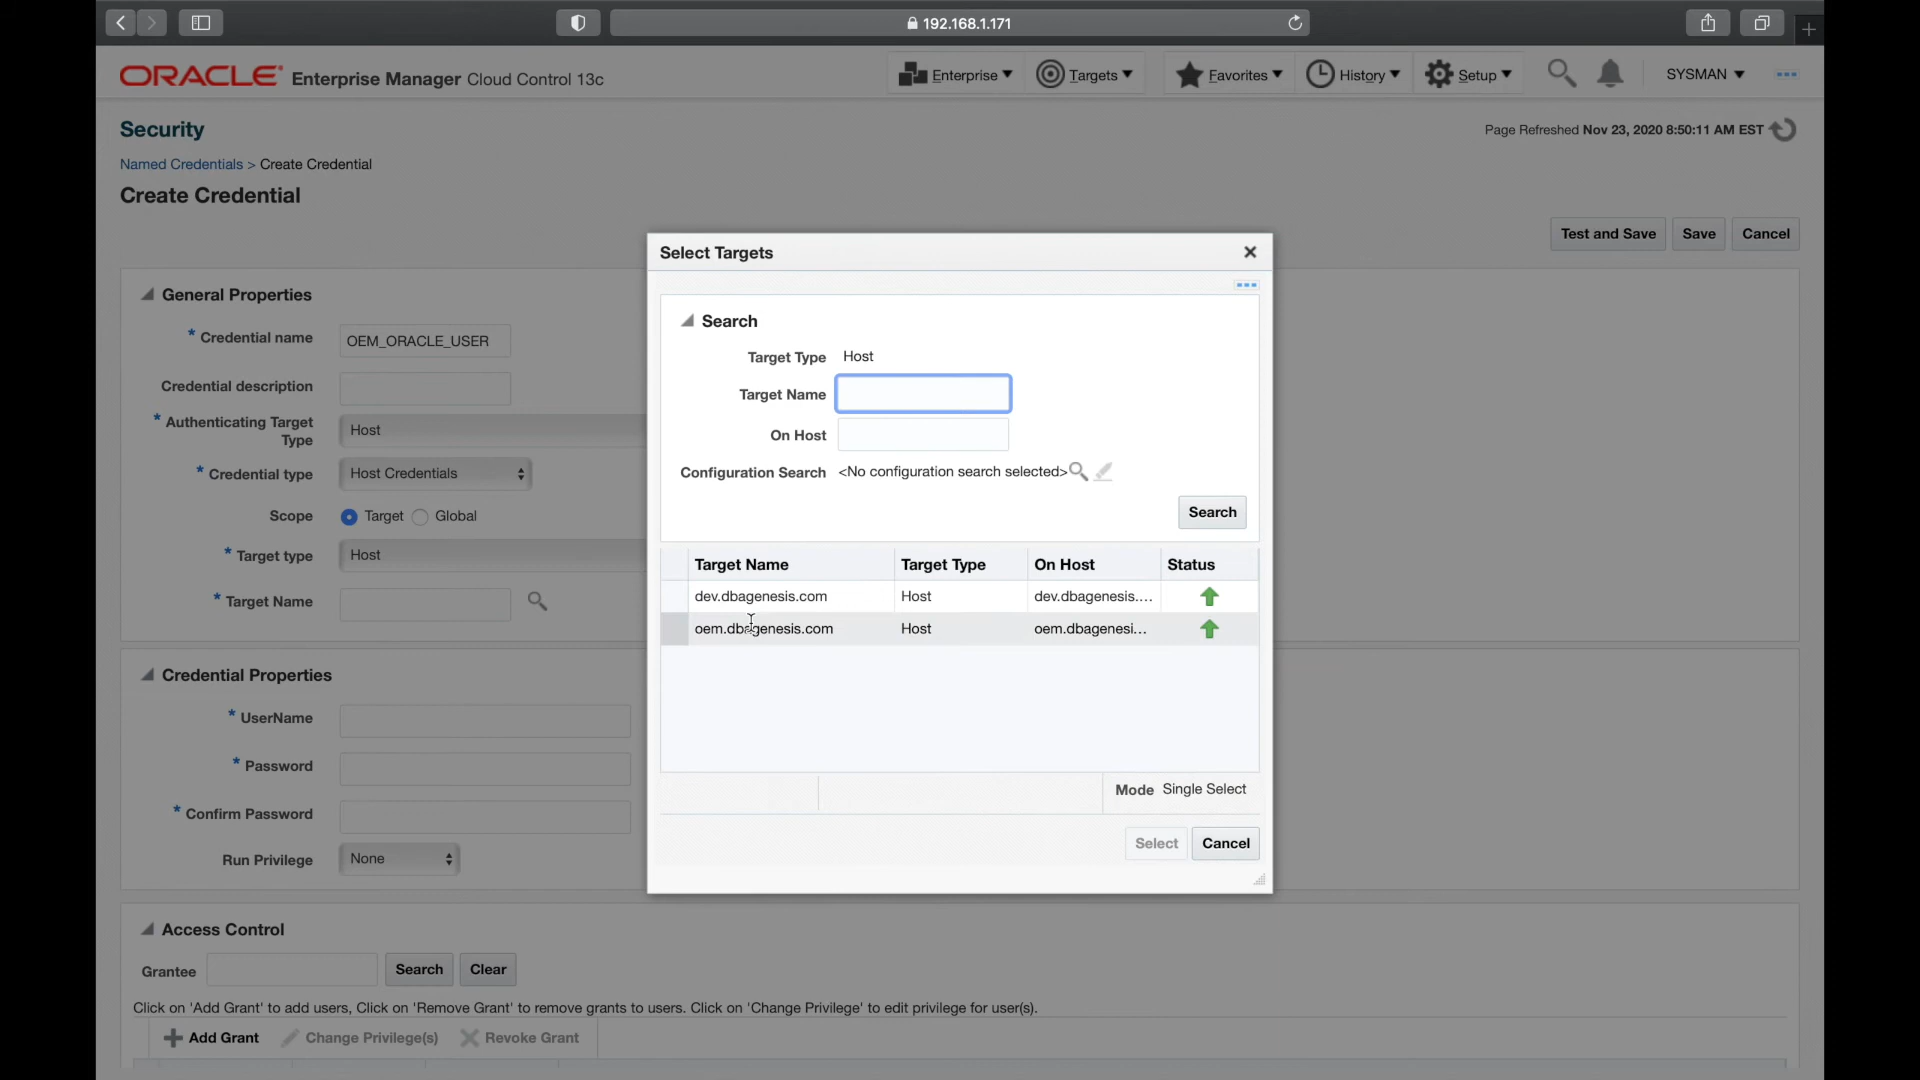 192.168.1.171
ORACLE Enterprise Manager Cloud Control 13c
Enterprise
Targets
Favorites
History
Setup
SYSMAN
Security
Page Refreshed Nov 23, 2020 8:50:11 AM EST
Named Credentials > Create Credential
Create Credential
Test and Save
Save
Cancel
General Properties
* Credential name OEM_ORACLE_USER
Credential description
* Authenticating Target
Type
Host
* Credential type Host Credentials
Scope Target Global
* Target type Host
* Target Name
Credential Properties
* UserName
* Password
* Confirm Password
Run Privilege None
Access Control
Grantee Search Clear
Click on 'Add Grant' to add users, Click on 'Remove Grant' to remove grants to users. Click on 'Change Privilege' to edit privilege for user(s).
Add Grant Change Privilege(s) Revoke Grant
Select Targets
Search
Target Type Host
Target Name
On Host
Configuration Search <No configuration search selected>
Search
Target Name Target Type On Host Status
dev.dbagenesis.com Host dev.dbagenesis....
oem.dbagenesis.com Host oem.dbagenesi...
Mode Single Select
Select Cancel